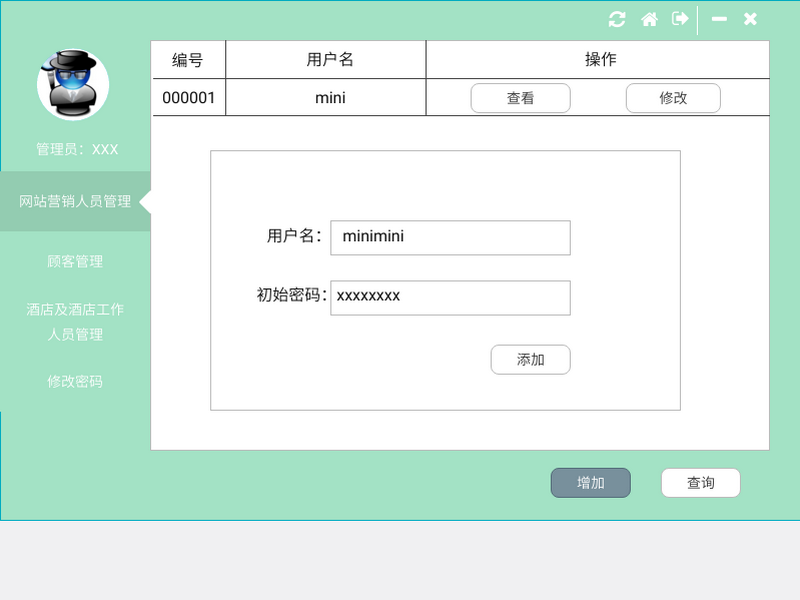 编号 用户名 操作
000001 mini 查看 修改
管理员：XXX
网站营销人员管理
顾客管理
酒店及酒店工作
人员管理
修改密码
用户名： minimini
初始密码：xxxxxxxx
添加
增加 查询